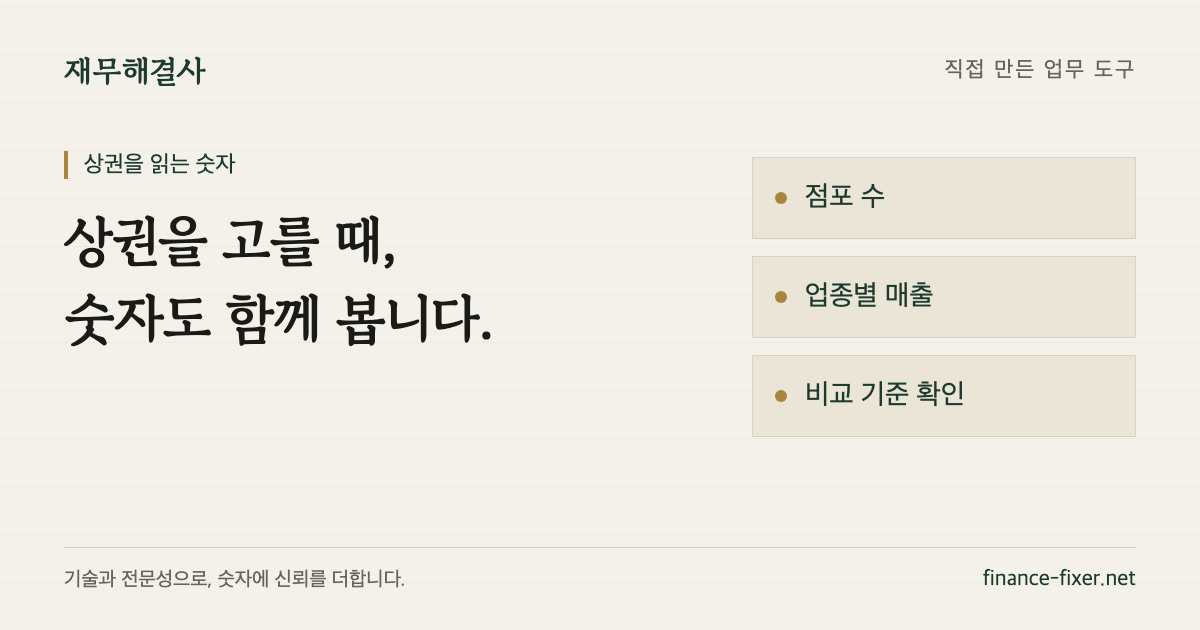 재무해결사
직접 만든 업무 도구
상권을 읽는 숫자
상권을 고를 때,
숫자도 함께 봅니다.
점포 수
업종별 매출
비교 기준 확인
기술과 전문성으로, 숫자에 신뢰를 더합니다.
finance-fixer.net